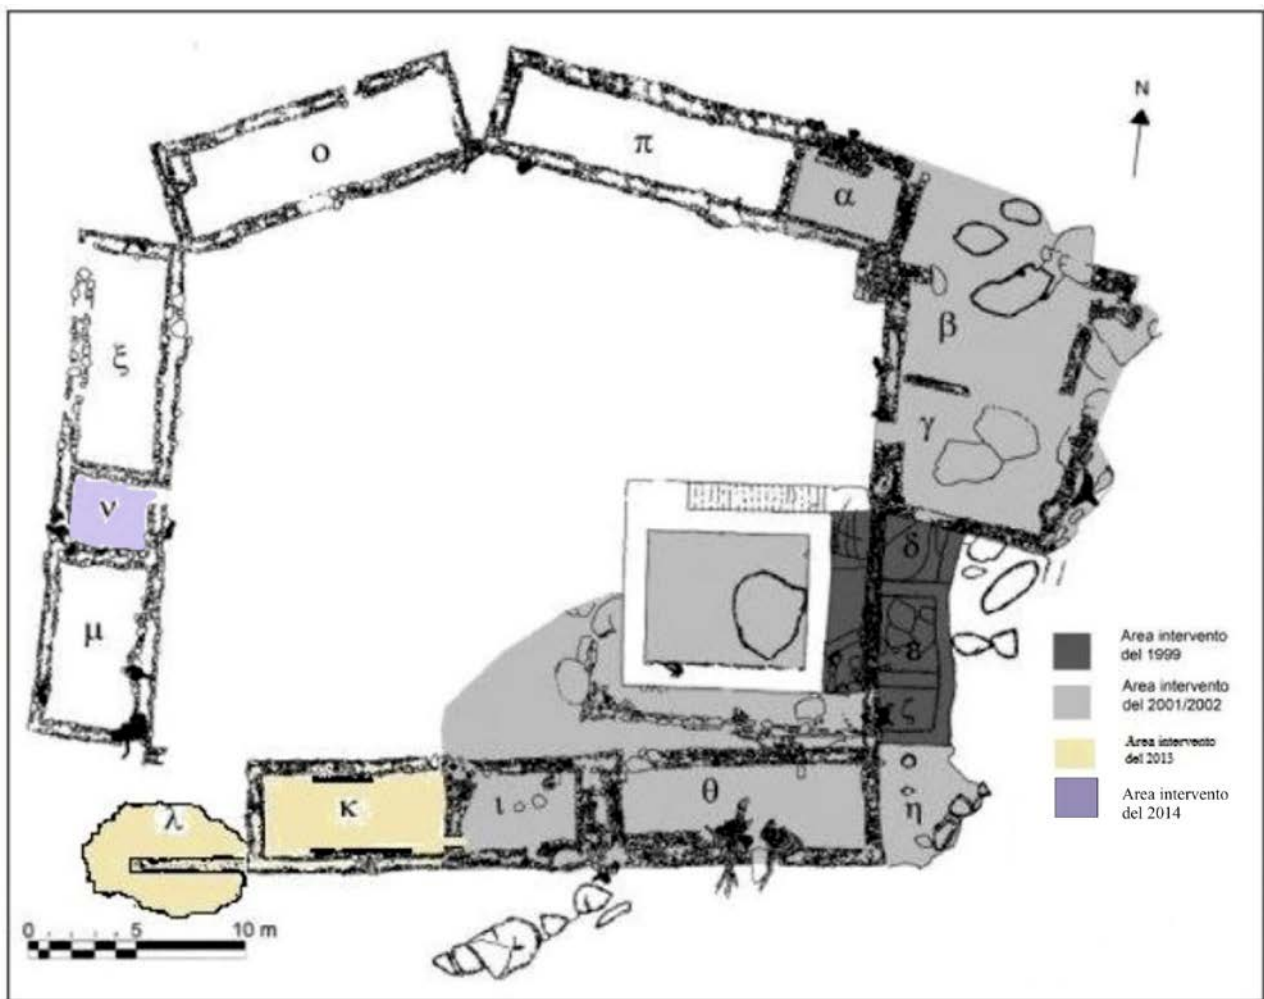 N
ο
π
α
β
ξ
γ
ν
δ
μ
ε
ζ
Area intervento
del 1999
Area intervento
del 2001/2002
Area intervento
del 2013
Area intervento
del 2014
λ
κ
ι
θ
η
0 5 10 m